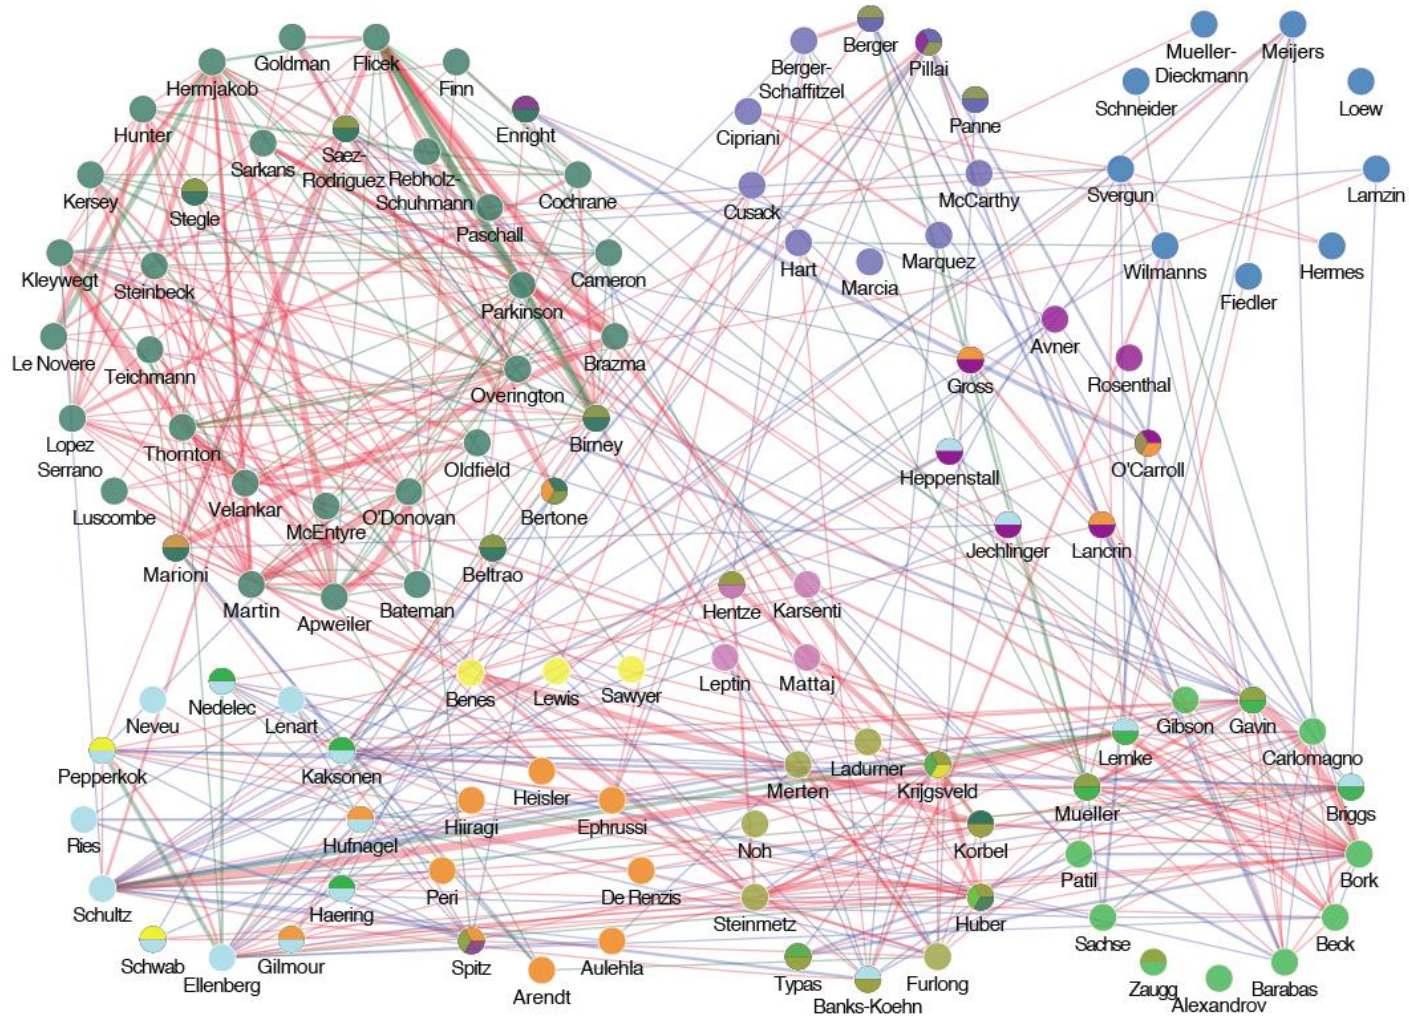 Goldman
Flicek
Hermjakob
Finn
Hunter
Enright
Sarkans
Saez-
Rodriguez
Rebholz-
Schuhmann
Kersey
Stegle
Cochrane
Paschall
Kleywegt
Steinbeck
Cameron
Parkinson
Le Novere
Teichmann
Brazma
Overington
Lopez
Serrano
Thornton
Birney
Oldfield
Luscombe
Velankar
McEntyre
O'Donovan
Bertone
Marioni
Beltrao
Martin
Apweiler
Bateman
Berger
Berger-
Schaffitzel
Pillai
Cipriani
Panne
Cusack
McCarthy
Hart
Marquez
Marcia
Mueller-
Dieckmann
Meijers
Schneider
Loew
Svergun
Lamzin
Wilmanns
Hermes
Fiedler
Avner
Gross
Rosenthal
Heppenstall
O'Carroll
Jechlinger
Lancrin
Hentze
Karsenti
Leptin
Mattaj
Benes
Lewis
Sawyer
Neveu
Nedelec
Lenart
Pepperkok
Kaksonen
Ries
Hufnagel
Schultz
Haering
Schwab
Gilmour
Ellenberg
Heisler
Hiiragi
Ephrussi
Peri
De Renzis
Spitz
Aulehla
Arendt
Merten
Ladurner
Krijgsveld
Noh
Korbel
Steinmetz
Huber
Typas
Banks-Koehn
Furlong
Gibson
Gavin
Lemke
Carlomagno
Mueller
Briggs
Patil
Bork
Sachse
Beck
Zaugg
Alexandrov
Barabas